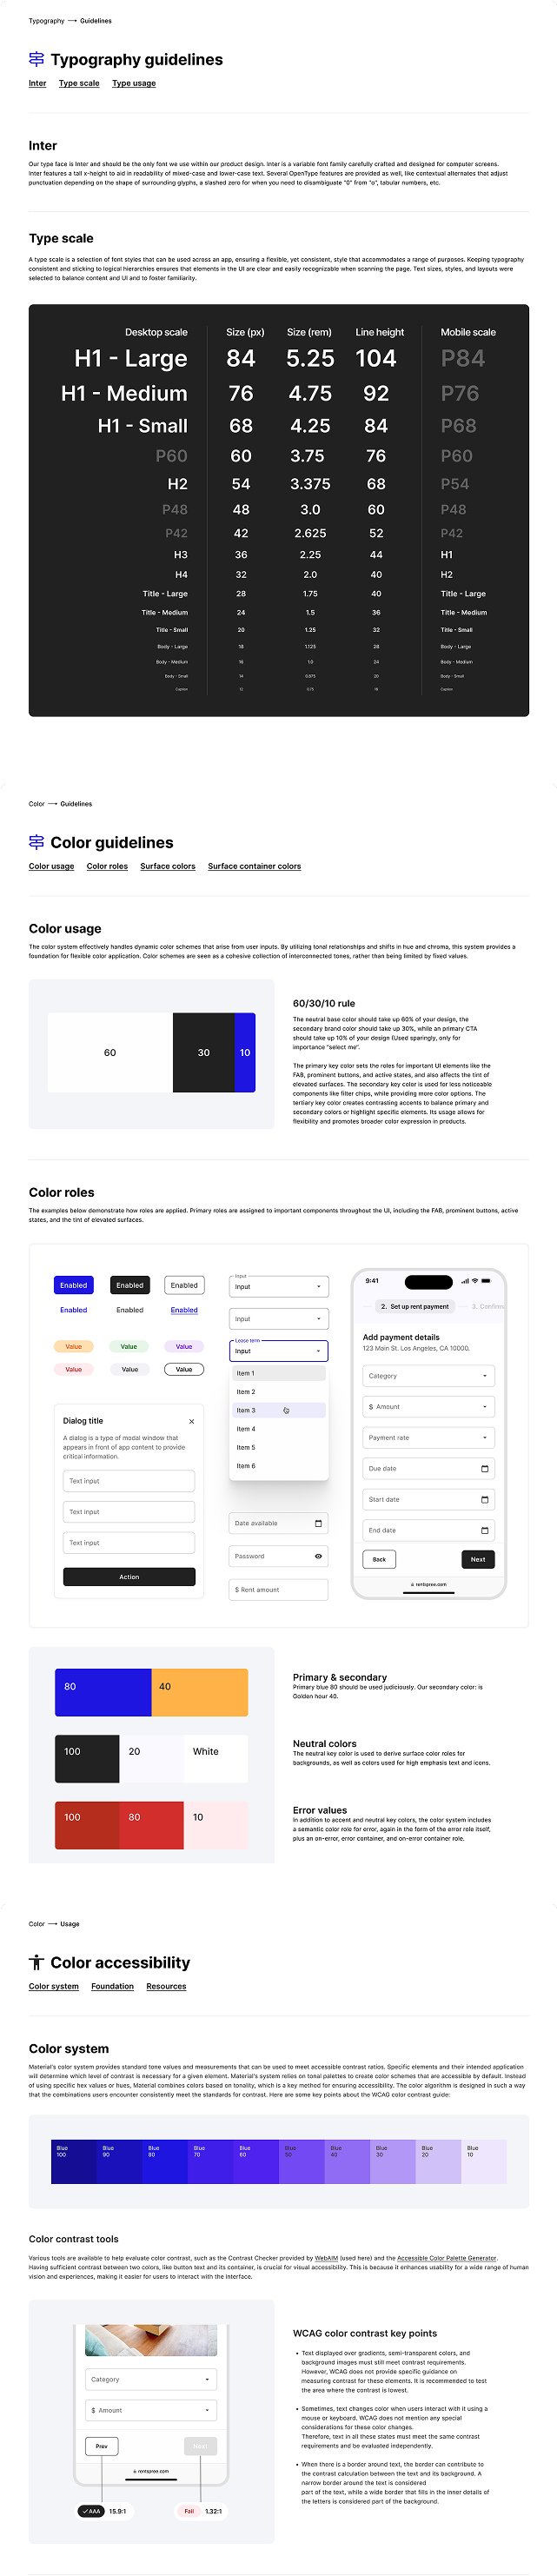 Typography → Guidelines
Typography guidelines
Inter Type scale Type usage
Inter
Our type face is Inter and should be the only font we use within our product design. Inter is a variable font family carefully crafted and designed for computer screens.
Inter features a tall x-height to aid in readability of mixed-case and lower-case text. Several OpenType features are provided as well, like contextual alternates that adjust
punctuation depending on the shape of surrounding glyphs, a slashed zero for when you need to disambiguate "0" from "o", tabular numbers, etc.
Type scale
A type scale is a selection of font styles that can be used across an app, ensuring a flexible, yet consistent, style that accommodates a range of purposes. Keeping typography
consistent and sticking to logical hierarchies ensures that elements in the UI are clear and easily recognizable when scanning the page. Text sizes, styles, and layouts were
selected to balance content and UI and to foster familiarity.
Desktop scale Size (px) Size (rem) Line height Mobile scale
H1 - Large 84 5.25 104 P84
H1 - Medium 76 4.75 92 P76
H1 - Small 68 4.25 84 P68
P60 60 3.75 76 P60
H2 54 3.375 68 P54
P48 48 3.0 60 P48
P42 42 2.625 52 P42
H3 36 2.25 44 H1
H4 32 2.0 40 H2
Title - Large 28 1.75 40 Title - Large
Title - Medium 24 1.5 36 Title - Medium
Title - Small 20 1.25 32 Title - Small
Body - Large 18 1.125 28 Body - Large
Body - Medium 16 1.0 24 Body - Medium
Body - Small 14 0.875 20 Body - Small
Caption 12 0.75 18 Caption
Color → Guidelines
Color guidelines
Color usage Color roles Surface colors Surface container colors
Color usage
The color system effectively handles dynamic color schemes that arise from user inputs. By utilizing tonal relationships and shifts in hue and chroma, this system provides a
foundation for flexible color application. Color schemes are seen as a cohesive collection of interconnected tones, rather than being limited by fixed values.
60 30 10
60/30/10 rule
The neutral base color should take up 60% of your design, the
secondary brand color should take up 30%, while an primary CTA
should take up 10% of your design (Used sparingly, only for
importance "select me".
The primary key color sets the roles for important UI elements like the
FAB, prominent buttons, and active states, and also affects the tint of
elevated surfaces. The secondary key color is used for less noticeable
components like filter chips, while providing more color options. The
tertiary key color creates contrasting accents to balance primary and
secondary colors or highlight specific elements. Its usage allows for
flexibility and promotes broader color expression in products.
Color roles
The examples below demonstrate how roles are applied. Primary roles are assigned to important components throughout the UI, including the FAB, prominent buttons, active
states, and the tint of elevated surfaces.
Enabled Enabled Enabled
Enabled Enabled Enabled
Value Value Value
Value Value Value
Dialog title
A dialog is a type of modal window that
appears in front of app content to provide
critical information.
Text input
Text input
Text input
Action
Input
Input
Input
Lease term
Input
Item 1
Item 2
Item 3
Item 4
Item 5
Item 6
Date available
Password
$ Rent amount
9:41
2. Set up rent payment 3. Confirm
Add payment details
123 Main St. Los Angeles, CA 10000.
Category
$ Amount
Payment rate
Due date
Start date
End date
Back Next
rentspree.com
80 40
Primary & secondary
Primary blue 80 should be used judiciously. Our secondary color: is
Golden hour 40.
100 20 White
Neutral colors
The neutral key color is used to derive surface color roles for
backgrounds, as well as colors used for high emphasis text and icons.
100 80 10
Error values
In addition to accent and neutral key colors, the color system includes
a semantic color role for error, again in the form of the error role itself,
plus an on-error, error container, and on-error container role.
Color → Usage
Color accessibility
Color system Foundation Resources
Color system
Material's color system provides standard tone values and measurements that can be used to meet accessible contrast ratios. Specific elements and their intended application
will determine which level of contrast is necessary for a given element. Material's system relies on tonal palettes to create color schemes that are accessible by default. Instead
of using specific hex values or hues, Material combines colors based on tonality, which is a key method for ensuring accessibility. The color algorithm is designed in such a way
that the combinations users encounter consistently meet the standards for contrast. Here are some key points about the WCAG color contrast guide:
Blue 100 Blue 90 Blue 80 Blue 70 Blue 60 Blue 50 Blue 40 Blue 30 Blue 20 Blue 10
Color contrast tools
Various tools are available to help evaluate color contrast, such as the Contrast Checker provided by WebAIM (used here) and the Accessible Color Palette Generator.
Having sufficient contrast between two colors, like button text and its container, is crucial for visual accessibility. This is because it enhances usability for a wide range of human
vision and experiences, making it easier for users to interact with the interface.
Category
$ Amount
Prev Next
rentspree.com
AAA 15.9:1 Fail 1.32:1
WCAG color contrast key points
• Text displayed over gradients, semi-transparent colors, and
background images must still meet contrast requirements.
However, WCAG does not provide specific guidance on
measuring contrast for these elements. It is recommended to test
the area where the contrast is lowest.
• Sometimes, text changes color when users interact with it using a
mouse or keyboard. WCAG does not mention any special
considerations for these color changes.
Therefore, text in all these states must meet the same contrast
requirements and be evaluated independently.
• When there is a border around text, the border can contribute to
the contrast calculation between the text and its background. A
narrow border around the text is considered
part of the text, while a wide border that fills in the inner details of
the letters is considered part of the background.